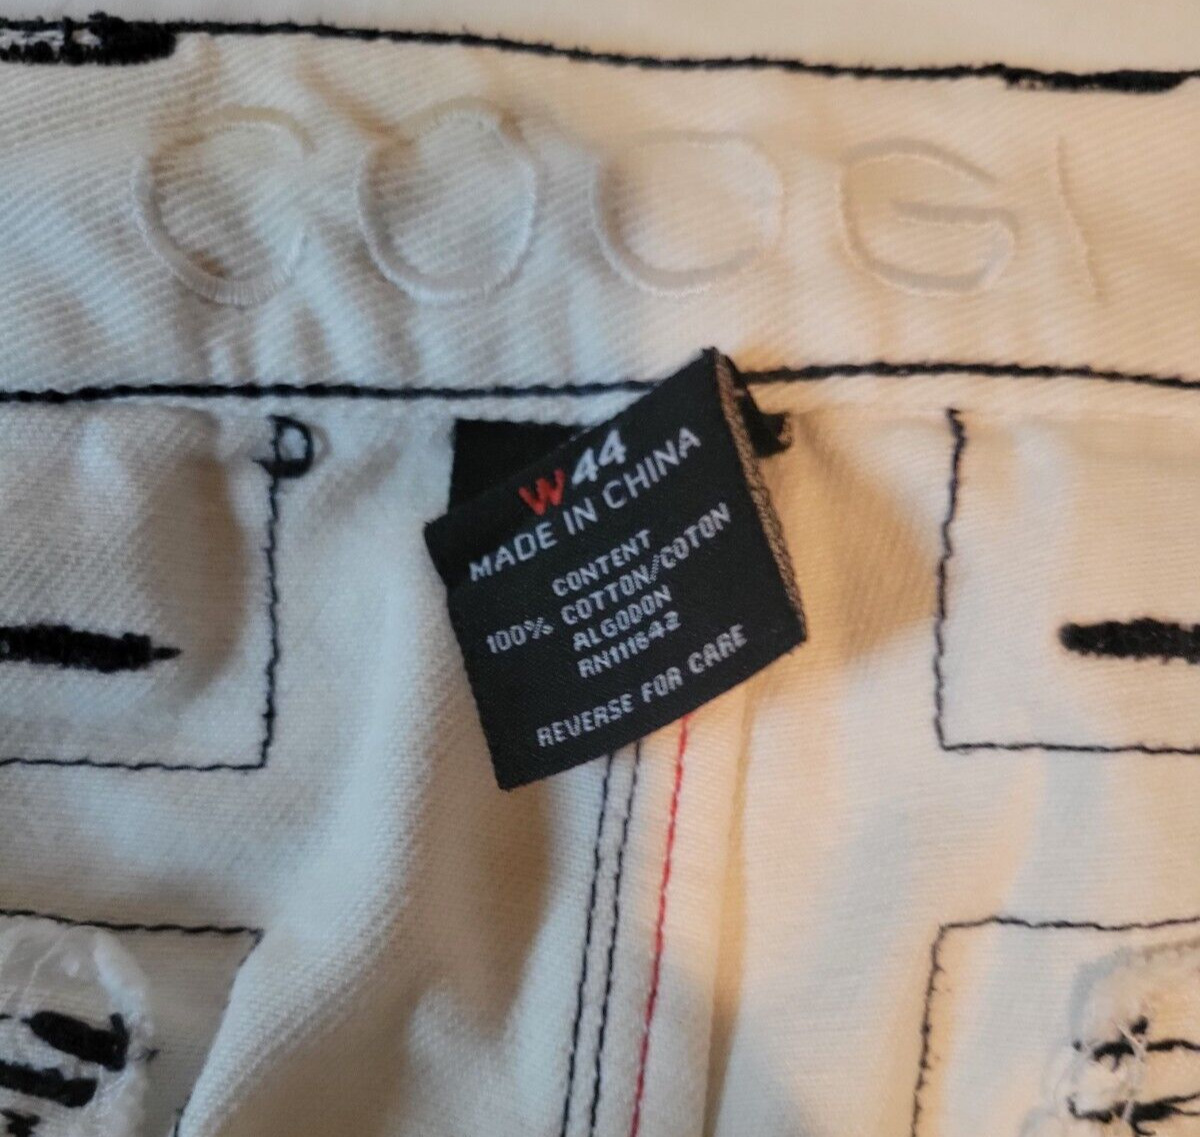 COOGI
W44
MADE IN CHINA
CONTENT
100% COTTON/COTON
ALGODON
RN111642
REVERSE FOR CARE